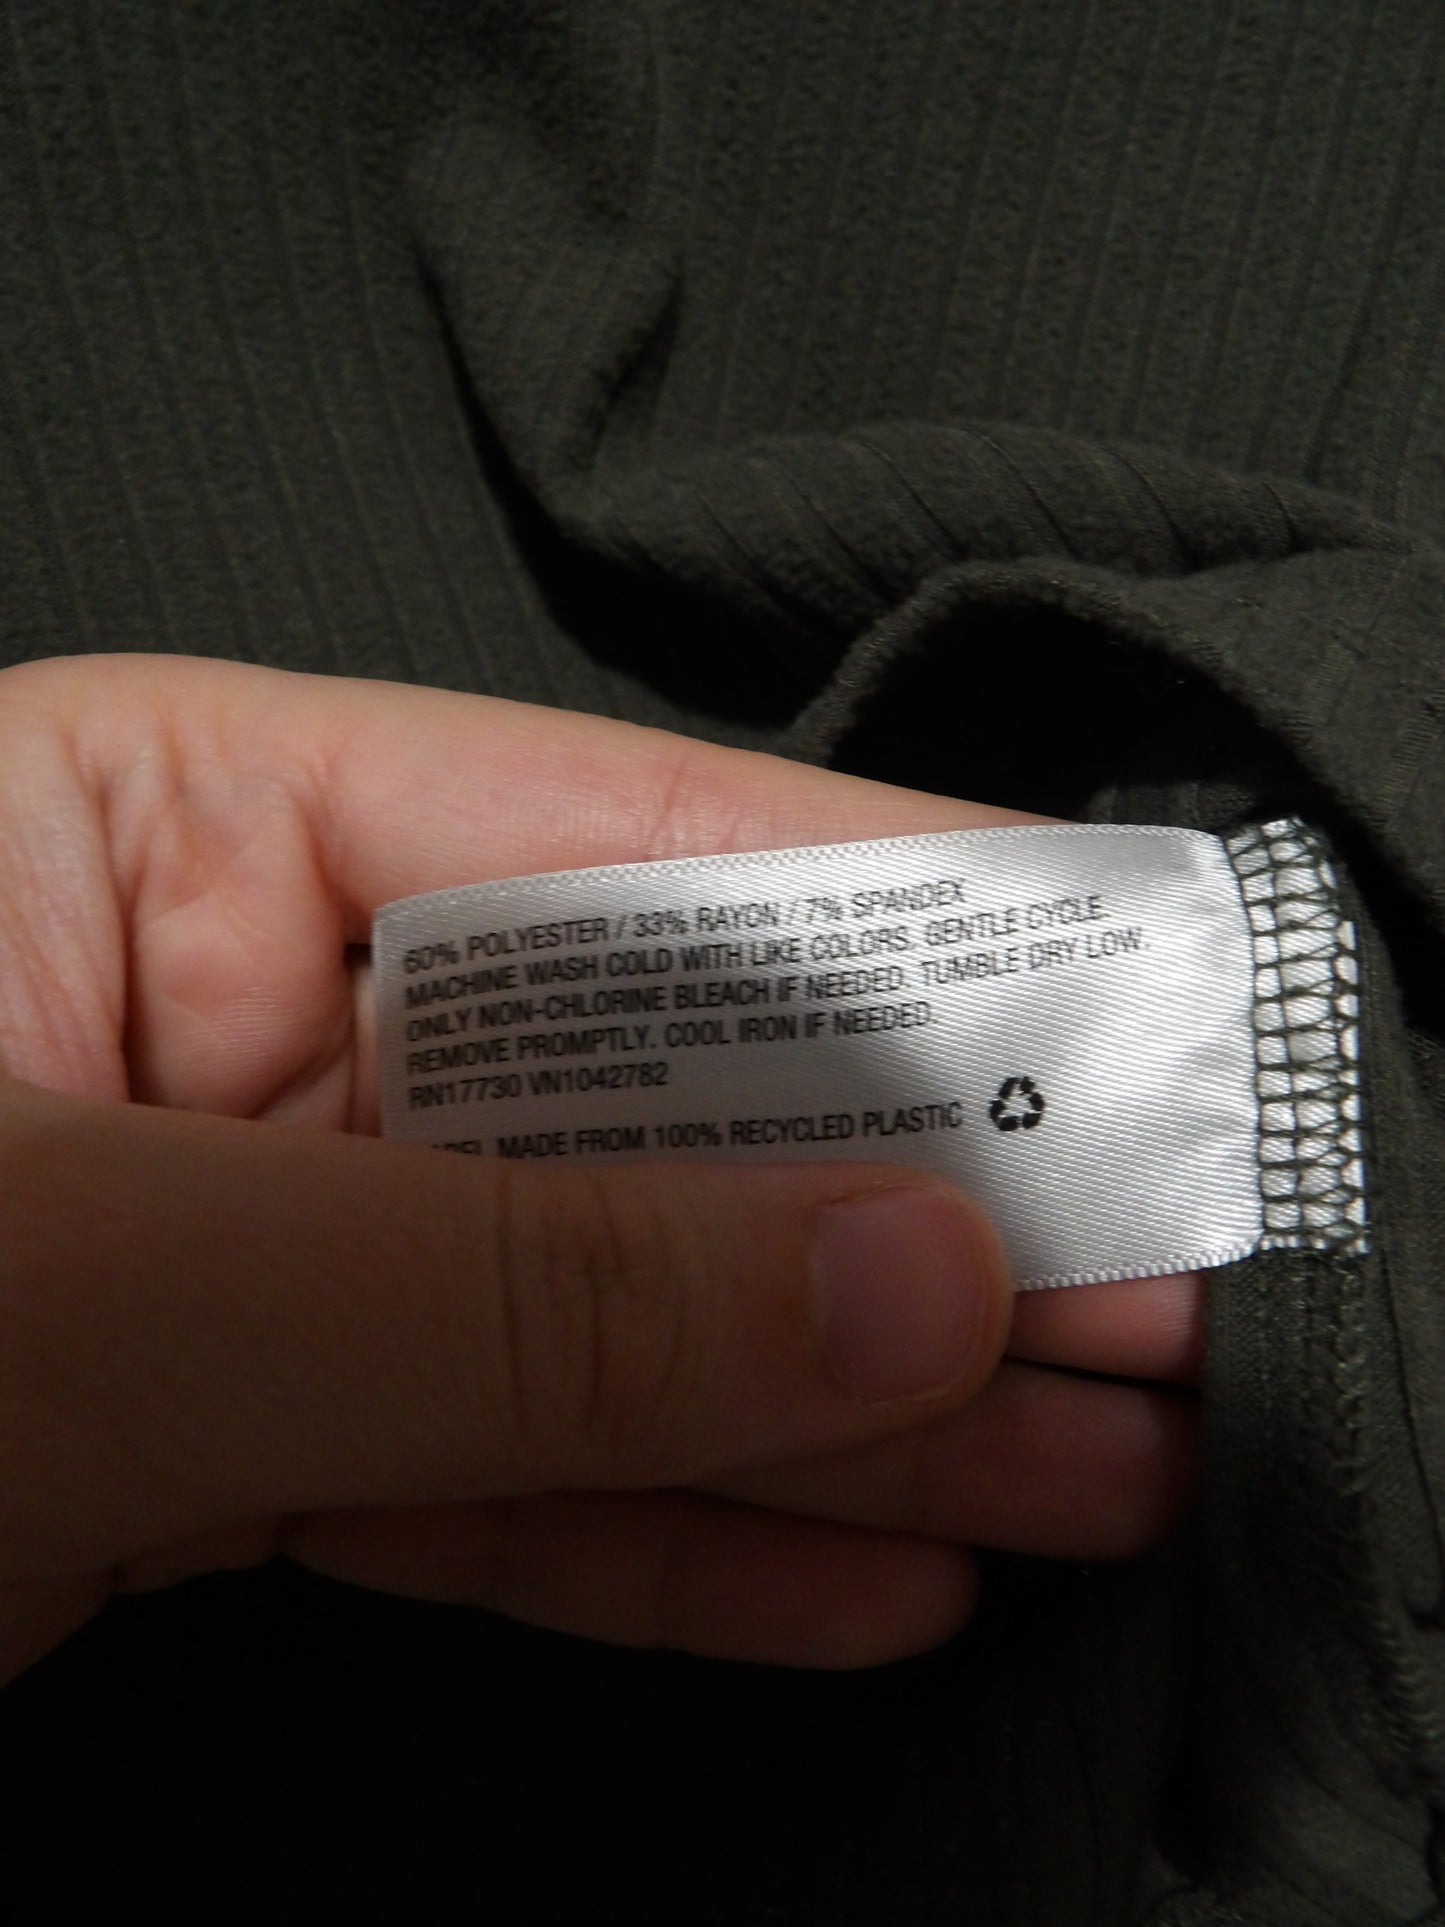 60% POLYESTER / 33% RAYON / 7% SPANDEX
MACHINE WASH COLD WITH LIKE COLORS. GENTLE CYCLE.
ONLY NON-CHLORINE BLEACH IF NEEDED. TUMBLE DRY LOW.
REMOVE PROMPTLY. COOL IRON IF NEEDED.
RN17730 VN1042782
MADE FROM 100% RECYCLED PLASTIC